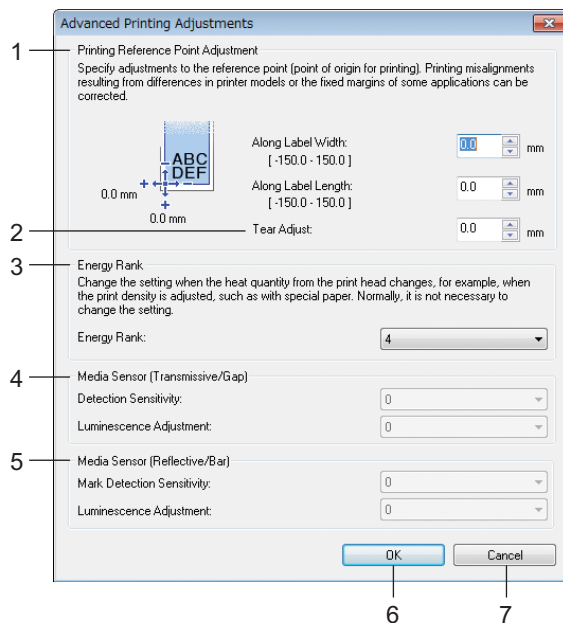 Advanced Printing Adjustments
1
Printing Reference Point Adjustment
Specify adjustments to the reference point (point of origin for printing). Printing misalignments
resulting from differences in printer models or the fixed margins of some applications can be
corrected.
ABC
DEF
0.0 mm
0.0 mm
Along Label Width:
[ -150.0 - 150.0 ]
0.0 mm
Along Label Length:
[ -150.0 - 150.0 ]
0.0 mm
2
Tear Adjust:
0.0 mm
3
Energy Rank
Change the setting when the heat quantity from the print head changes, for example, when
the print density is adjusted, such as with special paper. Normally, it is not necessary to
change the setting.
Energy Rank:
4
4
Media Sensor (Transmissive/Gap)
Detection Sensitivity:
0
Luminescence Adjustment:
0
5
Media Sensor (Reflective/Bar)
Mark Detection Sensitivity:
0
Luminescence Adjustment:
0
OK
Cancel
6
7